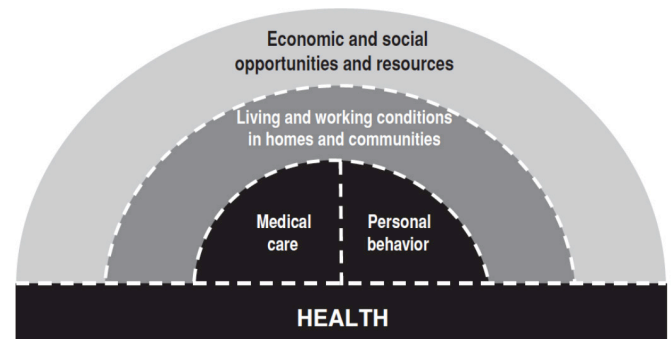 Economic and social
opportunities and resources
Living and working conditions
in homes and communities
Medical
care
Personal
behavior
HEALTH